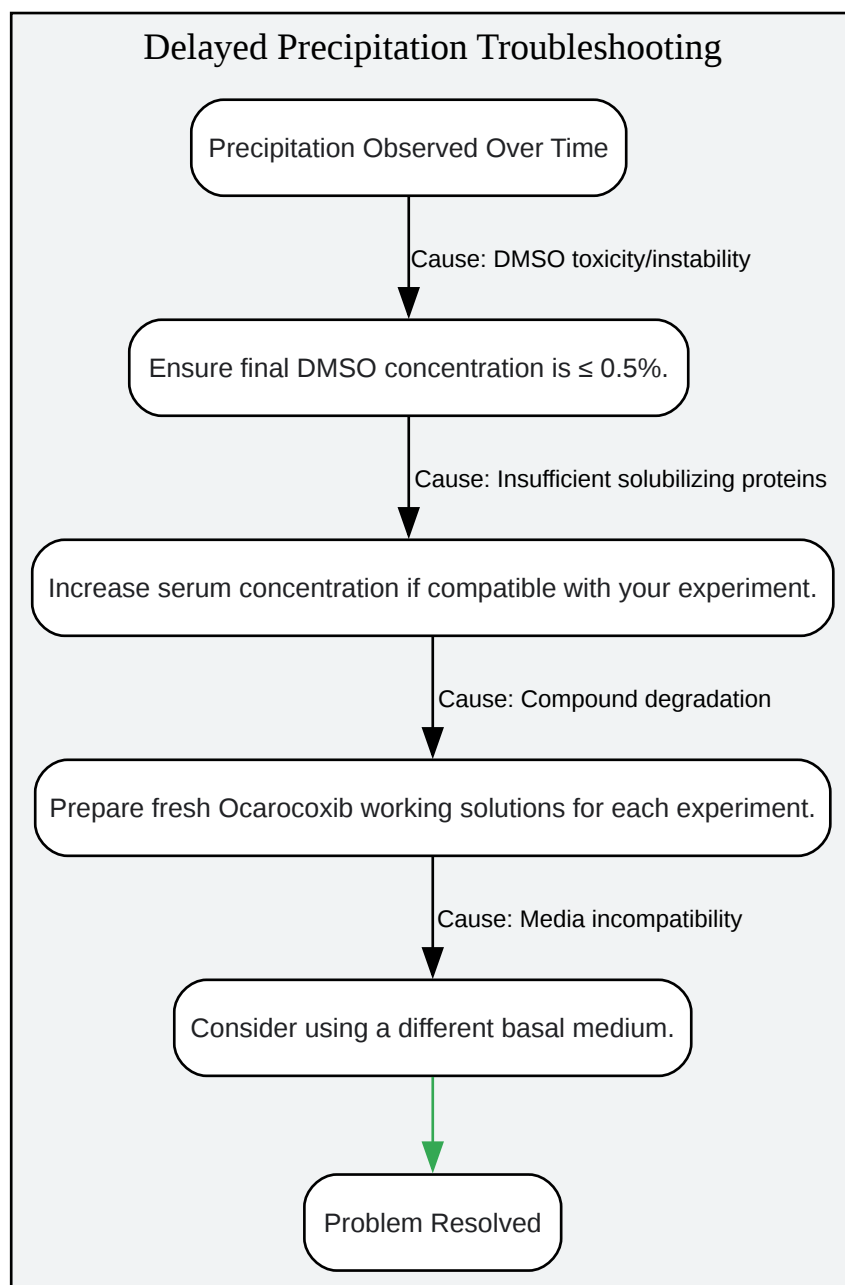 Delayed Precipitation Troubleshooting
Precipitation Observed Over Time
Cause: DMSO toxicity/instability
Ensure final DMSO concentration is ≤ 0.5%.
Cause: Insufficient solubilizing proteins
Increase serum concentration if compatible with your experiment.
Cause: Compound degradation
Prepare fresh Ocarocoxib working solutions for each experiment.
Cause: Media incompatibility
Consider using a different basal medium.
Problem Resolved